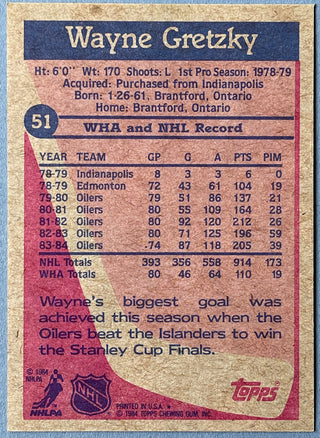 Wayne Gretzky
Ht: 6'0" Wt: 170 Shoots: L 1st Pro Season: 1978-79
Acquired: Purchased from Indianapolis
Born: 1-26-61, Brantford, Ontario
Home: Brantford, Ontario
51
WHA and NHL Record
YEAR TEAM GP G A PTS PIM
78-79 Indianapolis 8 3 3 6 0
78-79 Edmonton 72 43 61 104 19
79-80 Oilers 79 51 86 137 21
80-81 Oilers 80 55 109 164 28
81-82 Oilers 80 92 120 212 26
82-83 Oilers 80 71 125 196 59
83-84 Oilers 74 87 118 205 39
NHL Totals 393 356 558 914 173
WHA Totals 80 46 64 110 19
Wayne's biggest goal was
achieved this season when the
Oilers beat the Islanders to win
the Stanley Cup Finals.
© 1984
NHLPA
NHLPA
NHL
TOPPS
PRINTED IN U.S.A.
© 1984 TOPPS CHEWING GUM, INC.